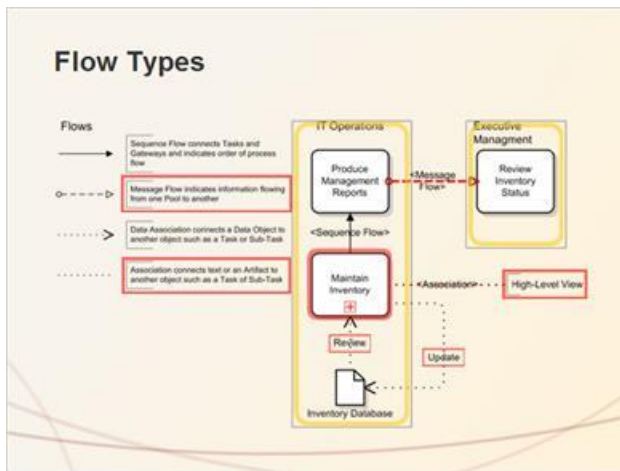 Flow Types
Flows
Sequence Flow connects Tasks and
Gateways and indicates order of process
flow
Message Flow indicates information flowing
from one Pool to another
Data Association connects a Data Object to
another object such as a Task or Sub-Task
Association connects text or an Artifact to
another object such as a Task of Sub-Task
IT Operations
Produce
Management
Reports
<Message
Flow>
Executive
Managment
Review
Inventory
Status
<Sequence Flow>
Maintain
Inventory
<Association>
High-Level View
Review
Update
Inventory Database